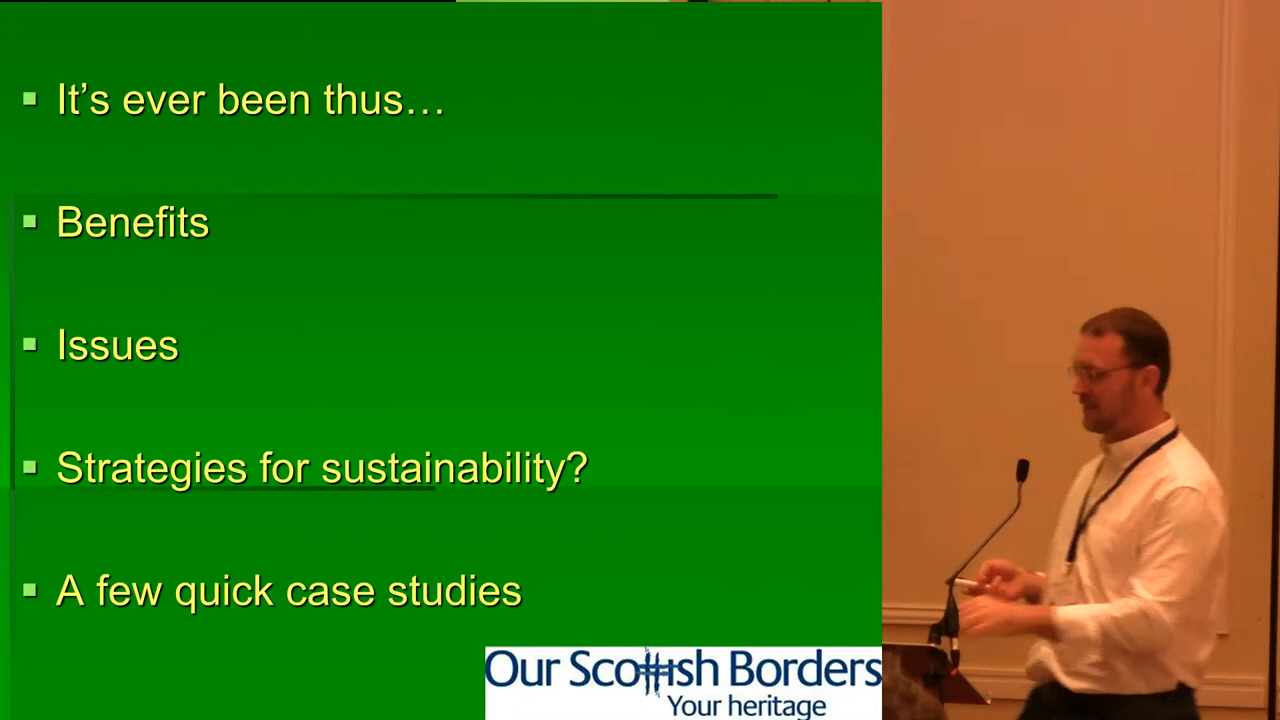 It’s ever been thus…
Benefits
Issues
Strategies for sustainability?
A few quick case studies
Our Scottish Borders
Your heritage